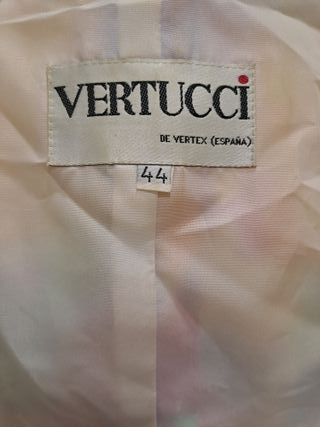 VERTUCCi
DE VERTEX (ESPAÑA)
44